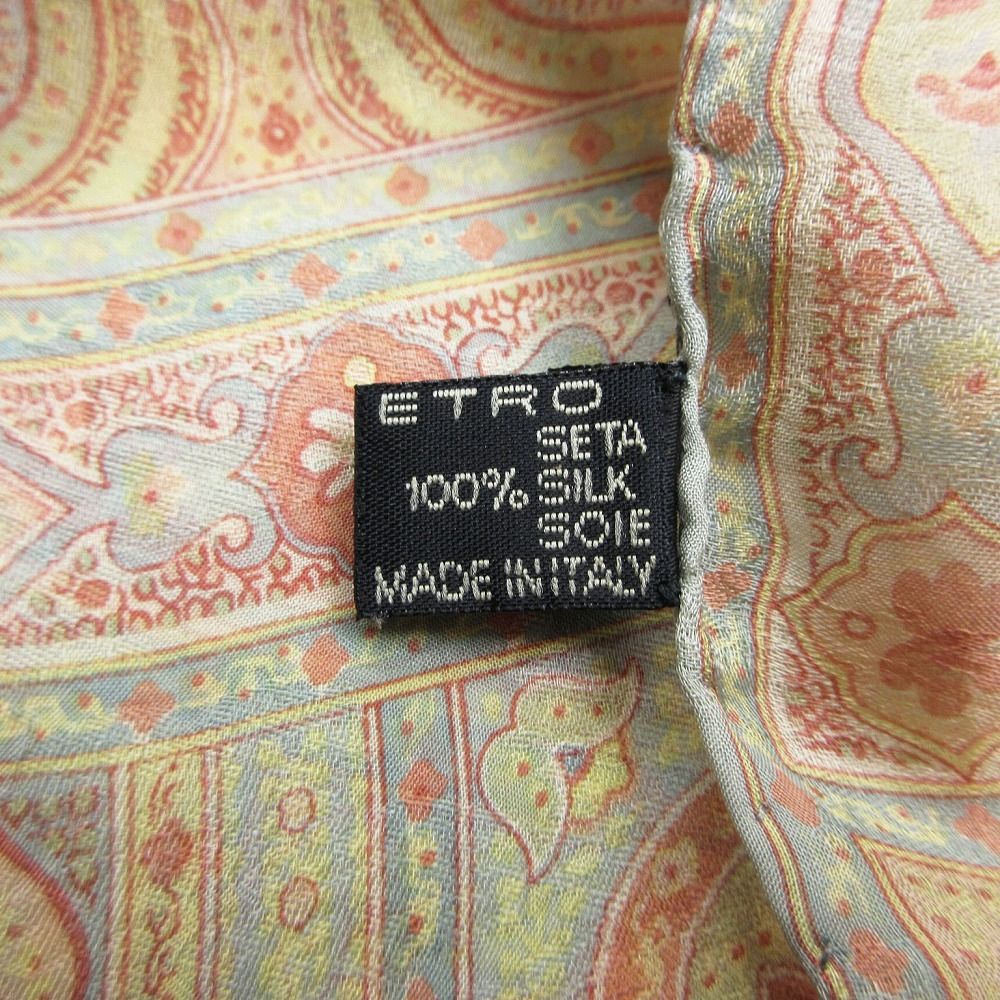 ETRO
SETA
100% SILK
SOIE
MADE IN ITALY